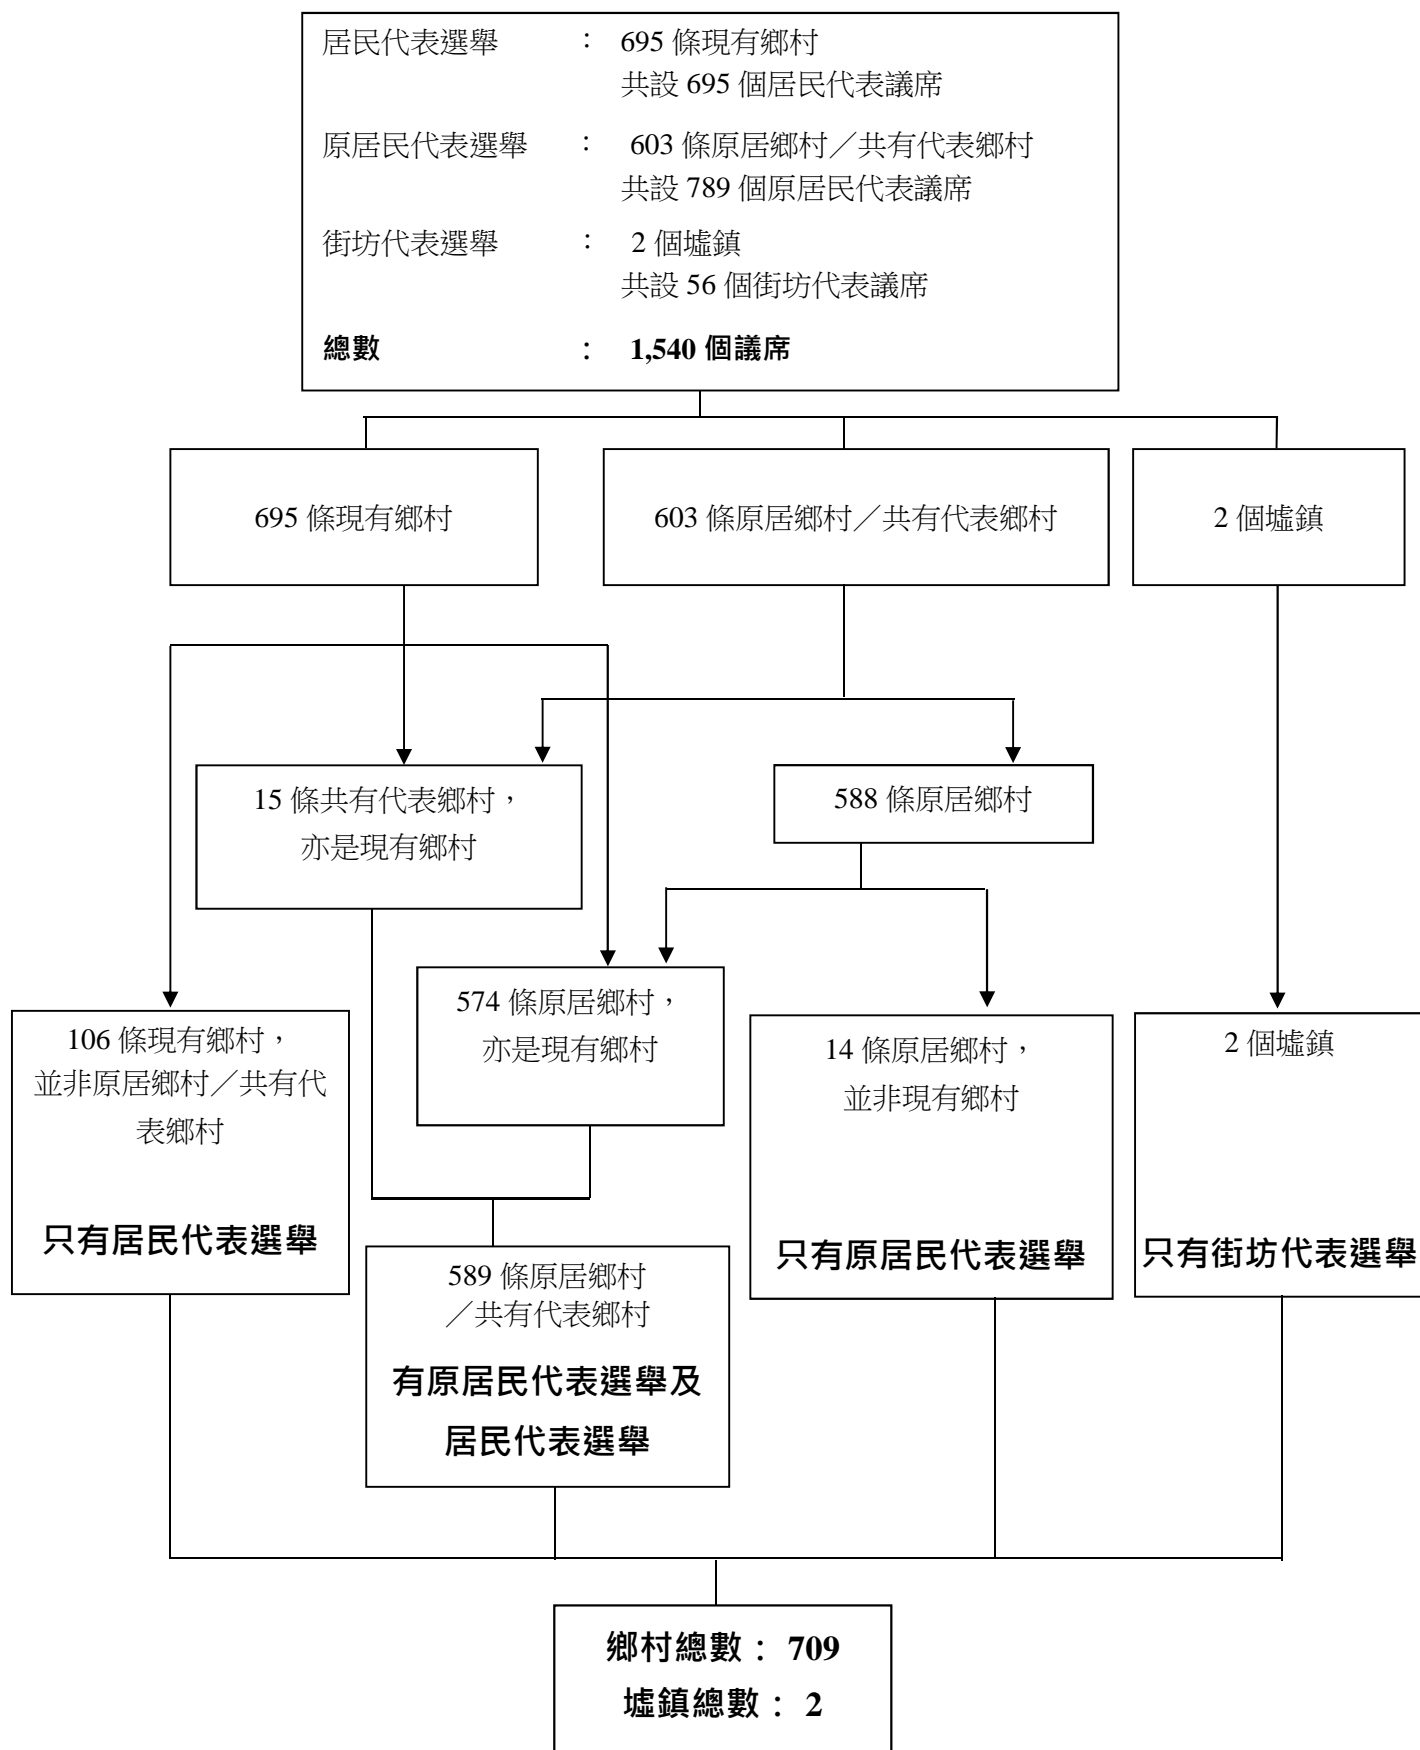 居民代表選舉 : 695 條現有鄉村
共設 695 個居民代表議席
原居民代表選舉 : 603 條原居鄉村／共有代表鄉村
共設 789 個原居民代表議席
街坊代表選舉 : 2 個墟鎮
共設 56 個街坊代表議席
總數 : 1,540 個議席
695 條現有鄉村
603 條原居鄉村／共有代表鄉村
2 個墟鎮
15 條共有代表鄉村，
亦是現有鄉村
588 條原居鄉村
106 條現有鄉村，
並非原居鄉村／共有代
表鄉村
只有居民代表選舉
574 條原居鄉村，
亦是現有鄉村
14 條原居鄉村，
並非現有鄉村
只有原居民代表選舉
2 個墟鎮
只有街坊代表選舉
589 條原居鄉村
／共有代表鄉村
有原居民代表選舉及
居民代表選舉
鄉村總數： 709
墟鎮總數： 2